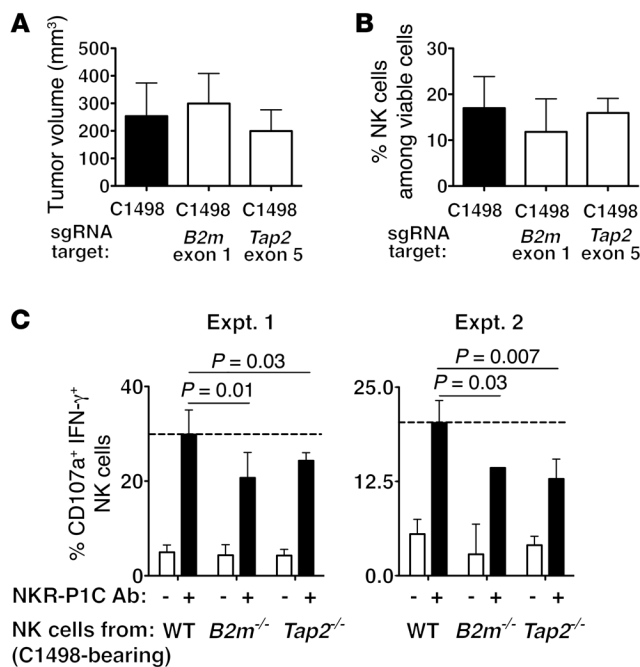 A
Tumor volume (mm³)
500
400
300
200
100
0
C1498 C1498 C1498
sgRNA target: B2m exon 1 Tap2 exon 5
B
% NK cells among viable cells
30
20
10
0
C1498 C1498 C1498
sgRNA target: B2m exon 1 Tap2 exon 5
C
Expt. 1
P = 0.03
P = 0.01
% CD107a⁺ IFN-γ⁺ NK cells
40
20
0
Expt. 2
P = 0.007
P = 0.03
25.0
12.5
0.0
NKR-P1C Ab: - + - + - + - + - + - +
NK cells from: WT B2m⁻/⁻ Tap2⁻/⁻ WT B2m⁻/⁻ Tap2⁻/⁻
(C1498-bearing)